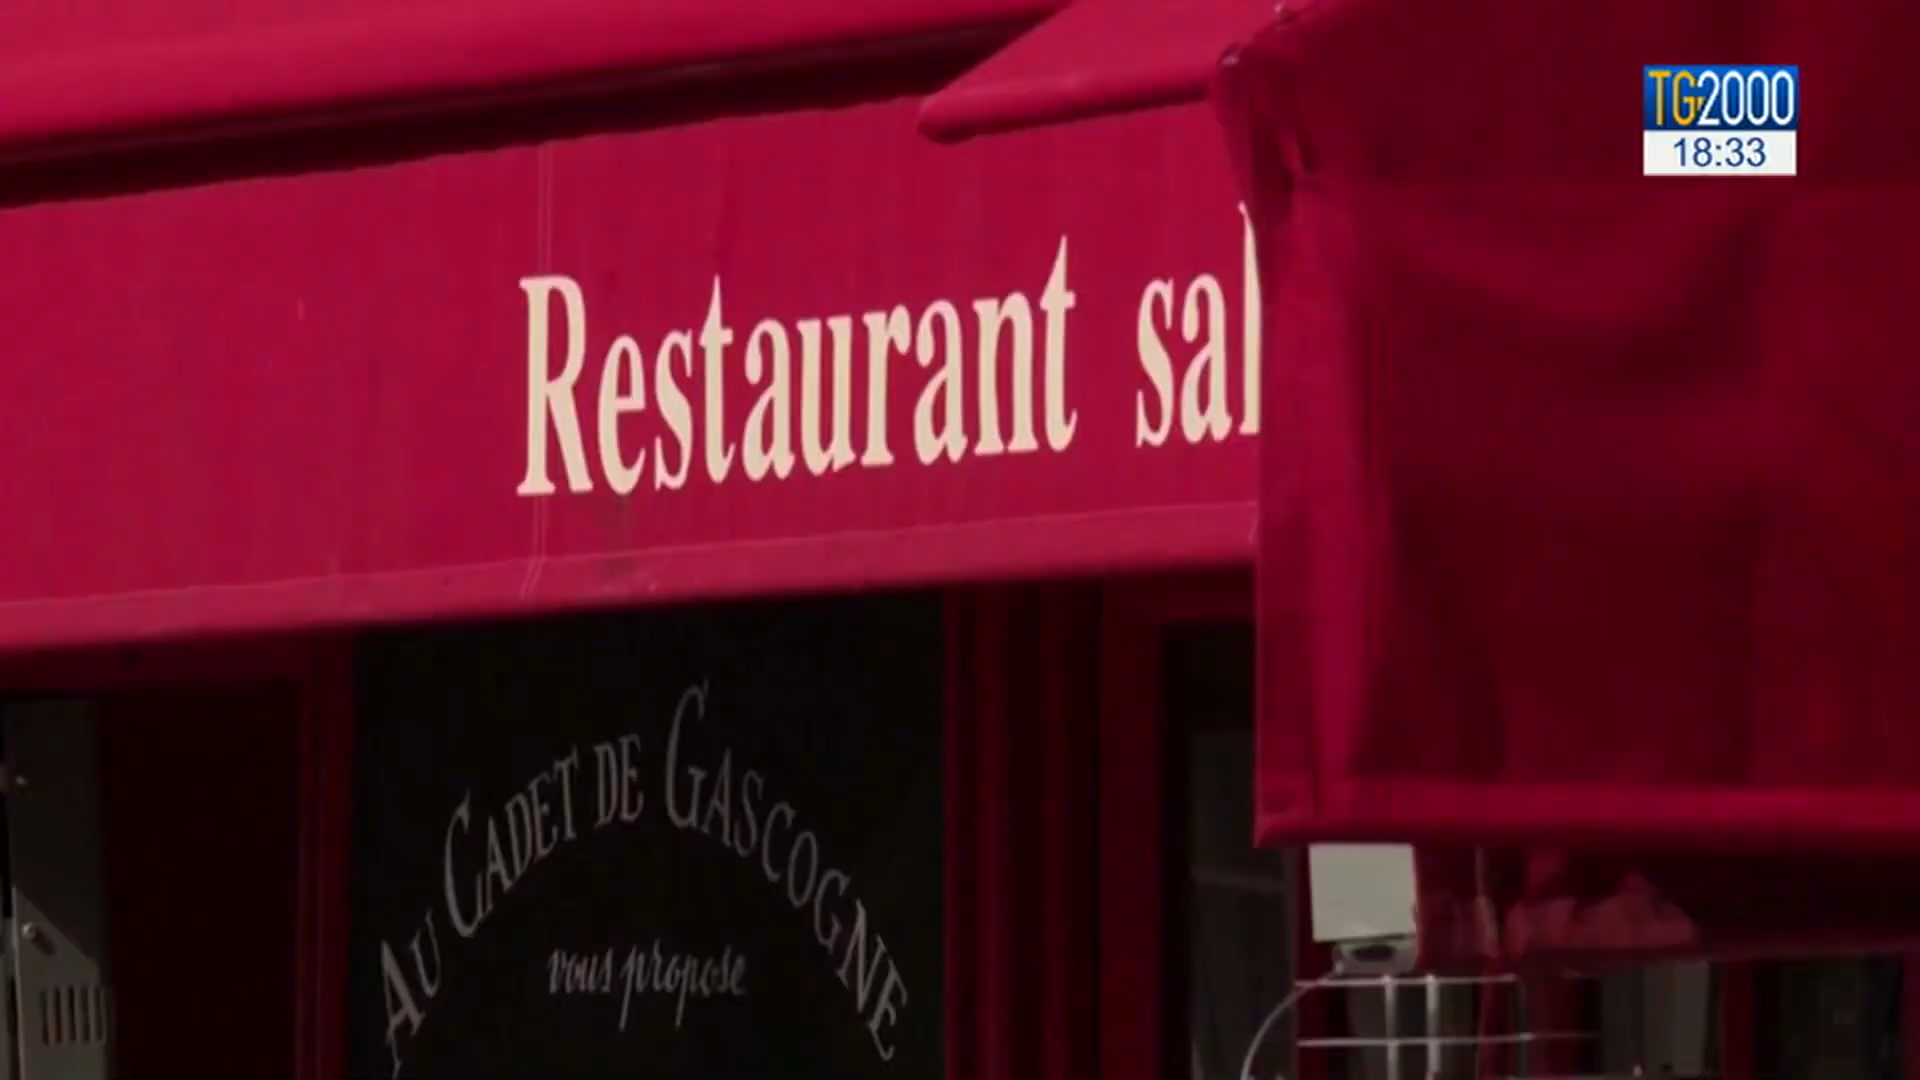 TG2000
18:33
Restaurant sal
AU CADET DE GASCOGNE
vous propose